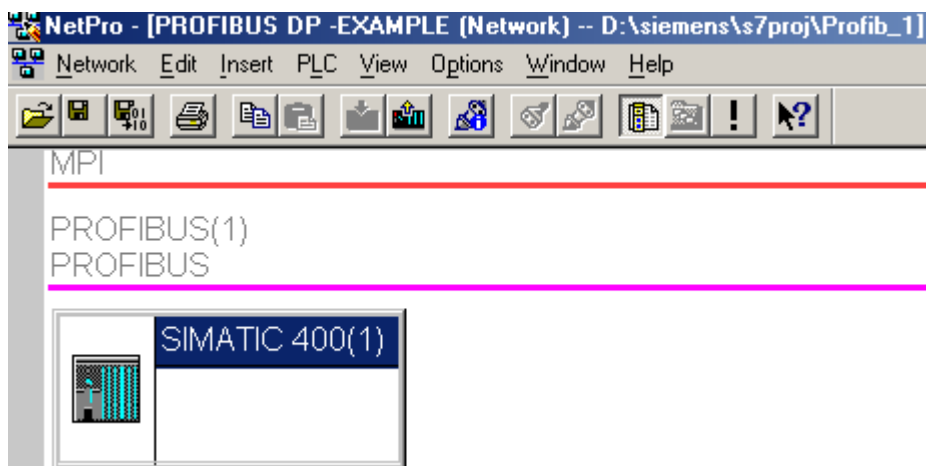 NetPro - [PROFIBUS DP -EXAMPLE (Network) -- D:\siemens\s7proj\Profib_1]
Network Edit Insert PLC View Options Window Help
MPI
PROFIBUS(1)
PROFIBUS
SIMATIC 400(1)